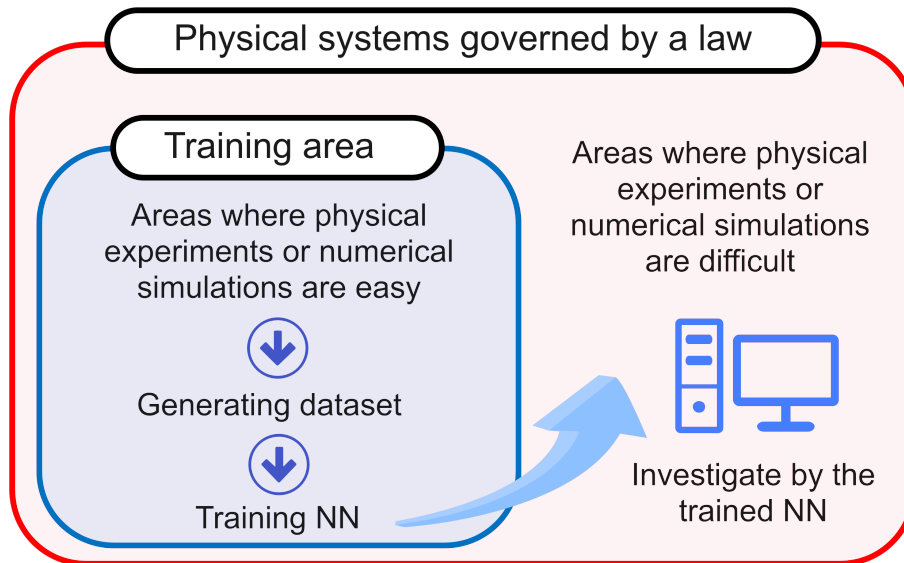 Physical systems governed by a law
Training area
Areas where physical
experiments or numerical
simulations are easy
Generating dataset
Training NN
Areas where physical
experiments or
numerical simulations
are difficult
Investigate by the
trained NN